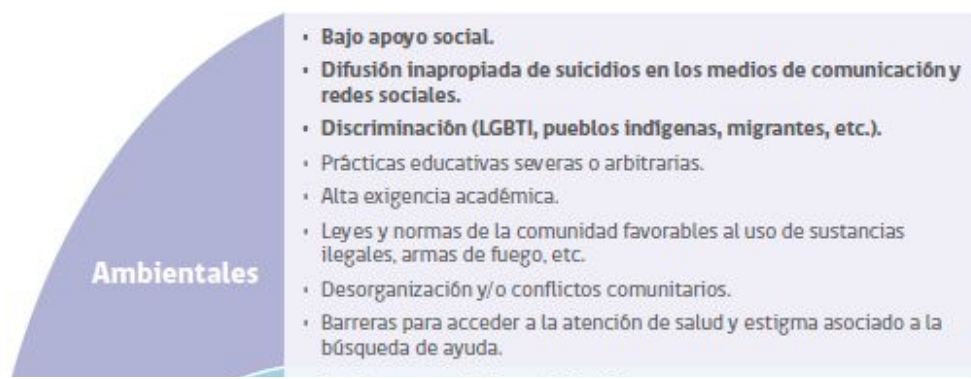 Ambientales
• Bajo apoyo social.
• Difusión inapropiada de suicidios en los medios de comunicación y
redes sociales.
• Discriminación (LGBTI, pueblos indígenas, migrantes, etc.).
• Prácticas educativas severas o arbitrarias.
• Alta exigencia académica.
• Leyes y normas de la comunidad favorables al uso de sustancias
ilegales, armas de fuego, etc.
• Desorganización y/o conflictos comunitarios.
• Barreras para acceder a la atención de salud y estigma asociado a la
búsqueda de ayuda.